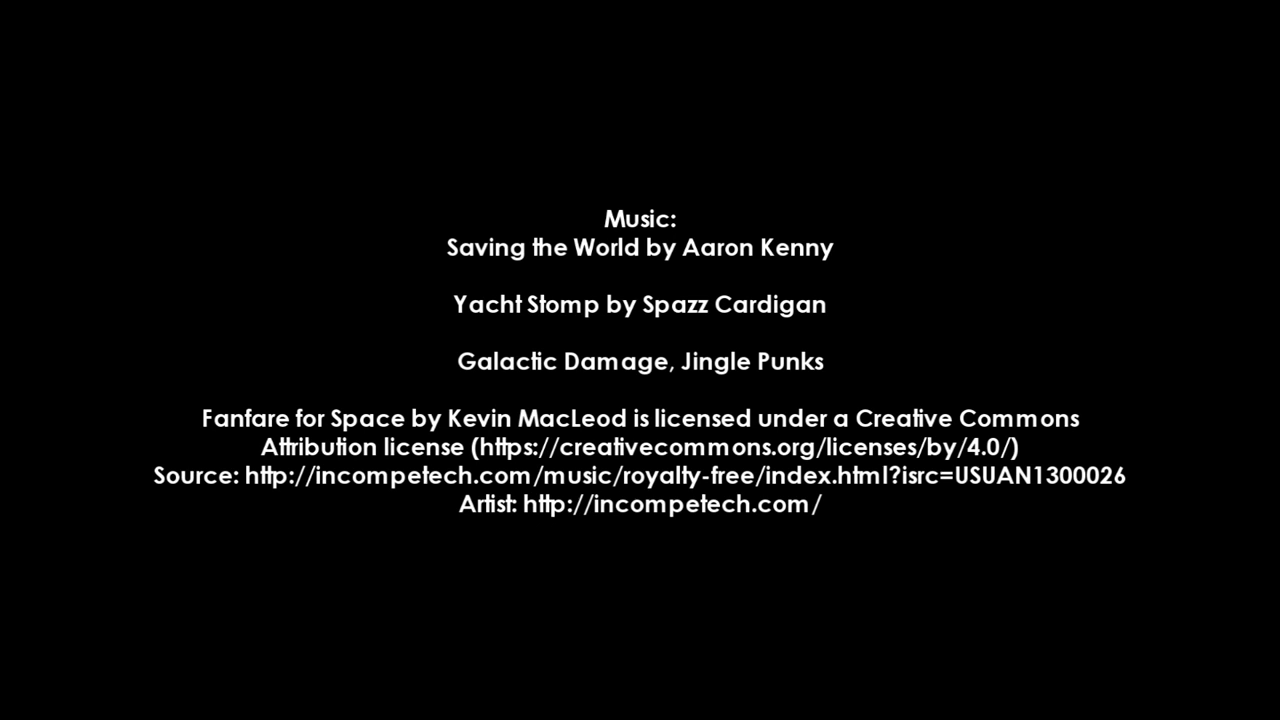 Music:
Saving the World by Aaron Kenny
Yacht Stomp by Spazz Cardigan
Galactic Damage, Jingle Punks
Fanfare for Space by Kevin MacLeod is licensed under a Creative Commons
Attribution license (https://creativecommons.org/licenses/by/4.0/)
Source: http://incompetech.com/music/royalty-free/index.html?isrc=USUAN1300026
Artist: http://incompetech.com/